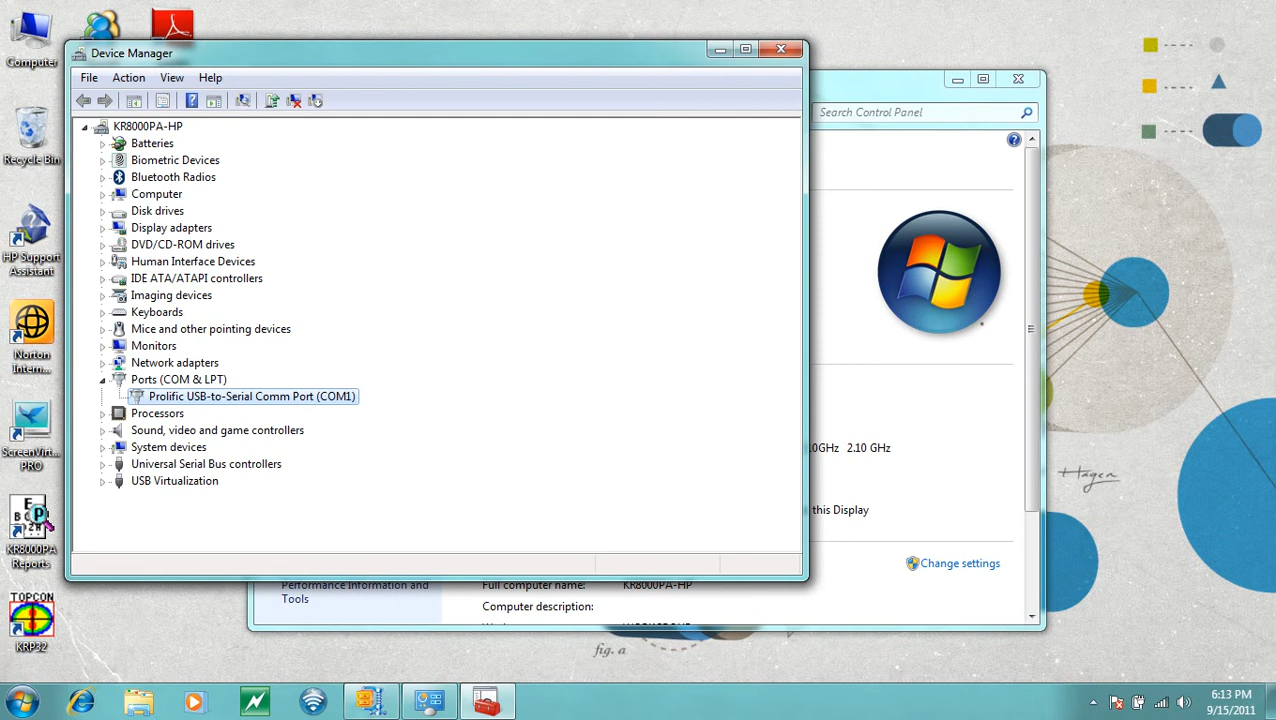 Computer
Recycle Bin
HP Support
Assistant
Norton
Intern...
ScreenVirt...
PRO
KR8000PA
Reports
TOPCON
KRP32
Device Manager
File Action View Help
KR8000PA-HP
Batteries
Biometric Devices
Bluetooth Radios
Computer
Disk drives
Display adapters
DVD/CD-ROM drives
Human Interface Devices
IDE ATA/ATAPI controllers
Imaging devices
Keyboards
Mice and other pointing devices
Monitors
Network adapters
Ports (COM & LPT)
Prolific USB-to-Serial Comm Port (COM1)
Processors
Sound, video and game controllers
System devices
Universal Serial Bus controllers
USB Virtualization
Search Control Panel
0GHz 2.10 GHz
this Display
Change settings
Performance Information and
Tools
Full computer name: KR8000PA-HP
Computer description:
Hagen
fig. a
6:13 PM
9/15/2011